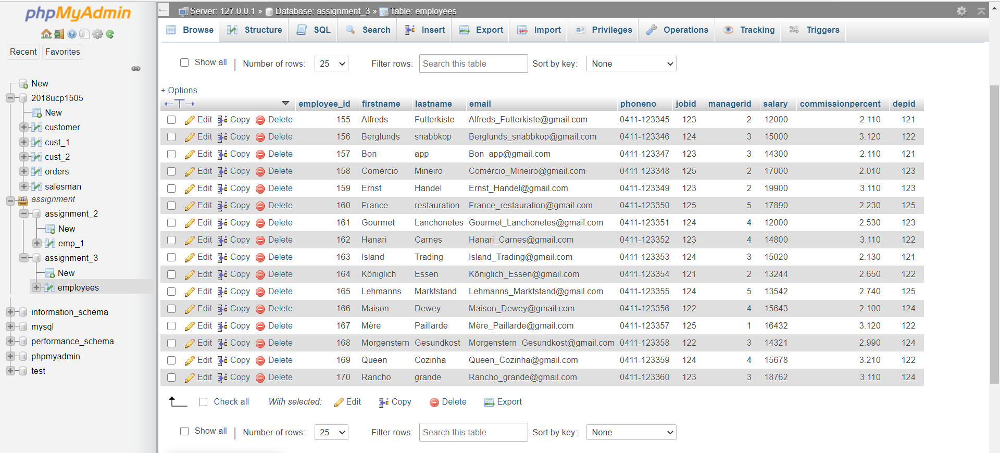 phpMyAdmin
Recent Favorites
New
2018ucp1505
New
customer
cust_1
cust_2
orders
salesman
assignment
assignment_2
New
emp_1
assignment_3
New
employees
information_schema
mysql
performance_schema
phpmyadmin
test
← Server: 127.0.0.1 » Database: assignment_3 » Table: employees
Browse Structure SQL Search Insert Export Import Privileges Operations Tracking Triggers
Show all | Number of rows: 25 Filter rows: Search this table Sort by key: None
+ Options
←T→ employee_id firstname lastname email phoneno jobid managerid salary commissionpercent depid
Edit Copy Delete 155 Alfreds Futterkiste Alfreds_Futterkiste@gmail.com 0411-123345 123 2 12000 2.110 121
Edit Copy Delete 156 Berglunds snabbköp Berglunds_snabbköp@gmail.com 0411-123346 124 3 15000 3.120 122
Edit Copy Delete 157 Bon app Bon_app@gmail.com 0411-123347 123 3 14300 2.110 121
Edit Copy Delete 158 Comércio Mineiro Comércio_Mineiro@gmail.com 0411-123348 125 2 17000 2.010 123
Edit Copy Delete 159 Ernst Handel Ernst_Handel@gmail.com 0411-123349 123 2 19900 3.110 123
Edit Copy Delete 160 France restauration France_restauration@gmail.com 0411-123350 125 5 17890 2.230 125
Edit Copy Delete 161 Gourmet Lanchonetes Gourmet_Lanchonetes@gmail.com 0411-123351 124 4 12000 2.530 123
Edit Copy Delete 162 Hanari Carnes Hanari_Carnes@gmail.com 0411-123352 123 4 14800 3.110 122
Edit Copy Delete 163 Island Trading Island_Trading@gmail.com 0411-123353 124 3 15020 2.130 121
Edit Copy Delete 164 Königlich Essen Königlich_Essen@gmail.com 0411-123354 121 2 13244 2.650 122
Edit Copy Delete 165 Lehmanns Marktstand Lehmanns_Marktstand@gmail.com 0411-123355 124 5 13542 2.740 125
Edit Copy Delete 166 Maison Dewey Maison_Dewey@gmail.com 0411-123356 122 4 15643 2.100 124
Edit Copy Delete 167 Mère Paillarde Mère_Paillarde@gmail.com 0411-123357 125 1 16432 3.120 122
Edit Copy Delete 168 Morgenstern Gesundkost Morgenstern_Gesundkost@gmail.com 0411-123358 122 3 14321 2.990 124
Edit Copy Delete 169 Queen Cozinha Queen_Cozinha@gmail.com 0411-123359 124 4 15678 3.210 122
Edit Copy Delete 170 Rancho grande Rancho_grande@gmail.com 0411-123360 123 3 18762 3.110 124
Check all With selected: Edit Copy Delete Export
Show all | Number of rows: 25 Filter rows: Search this table Sort by key: None